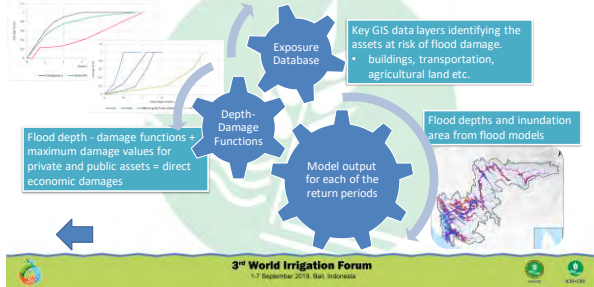 Exposure
Database
Key GIS data layers identifying the
assets at risk of flood damage.
• buildings, transportation,
agricultural land etc.
Depth-
Damage
Functions
Flood depth - damage functions +
maximum damage values for
private and public assets = direct
economic damages
Model output
for each of the
return periods
Flood depths and inundation
area from flood models
3rd World Irrigation Forum
1-7 September 2019, Bali, Indonesia